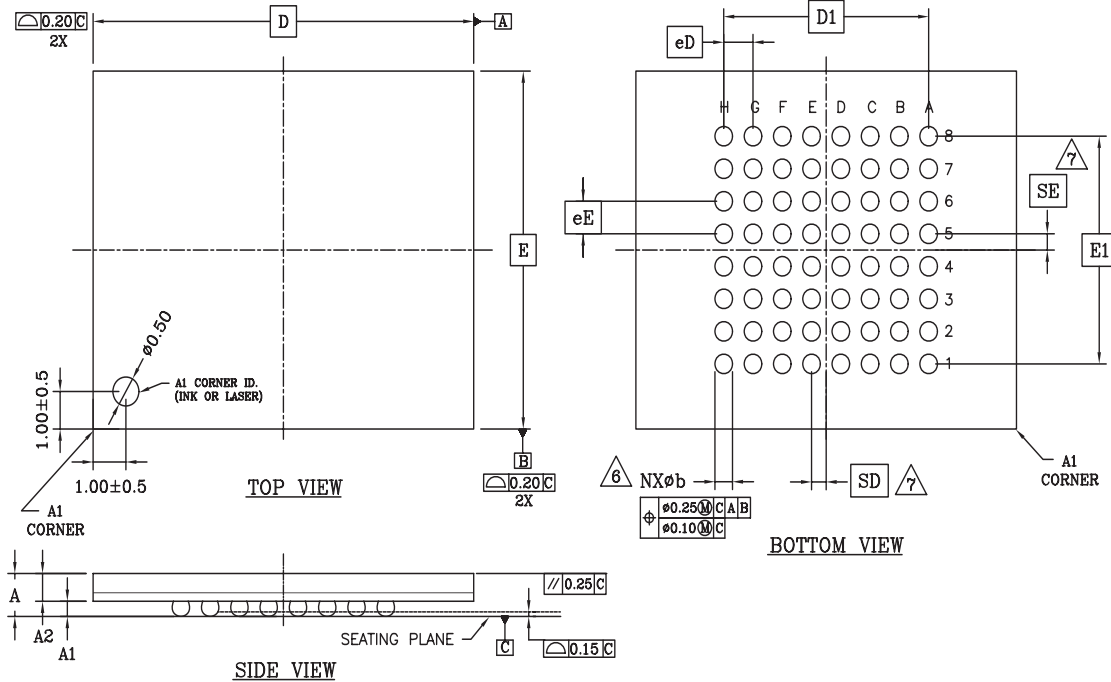 ⌓ 0.20 C
2X
D
A
E
ø0.50
A1 CORNER ID.
(INK OR LASER)
1.00±0.5
1.00±0.5
A1
CORNER
TOP VIEW
B
⌓ 0.20 C
2X
D1
eD
H G F E D C B A
8
7
6
5
4
3
2
1
7
SE
eE
E1
6 NXøb
SD 7
⌖ ø0.25 Ⓜ C A B
ø0.10 Ⓜ C
A1
CORNER
BOTTOM VIEW
A
A2
A1
// 0.25 C
SEATING PLANE
C
⌓ 0.15 C
SIDE VIEW